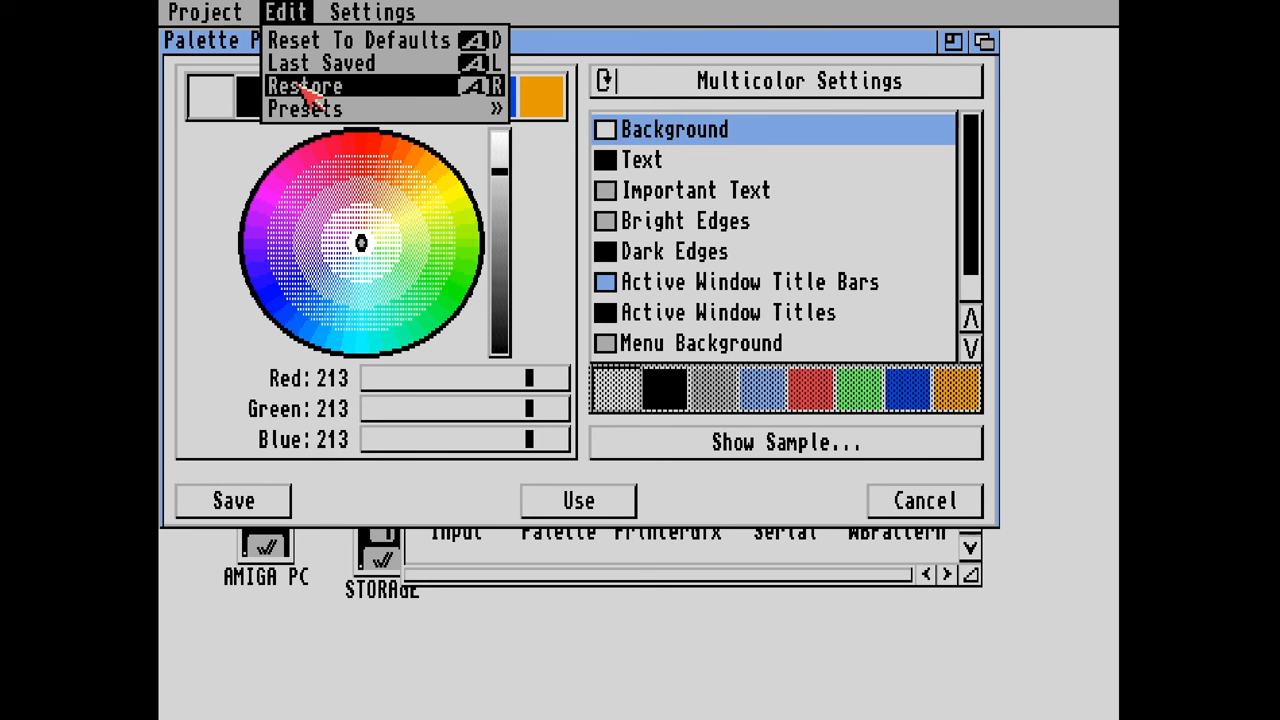 Project Edit Settings
Palette P
Reset To Defaults A D
Last Saved A L
Restore A R
Presets »
Multicolor Settings
Background
Text
Important Text
Bright Edges
Dark Edges
Active Window Title Bars
Active Window Titles
Menu Background
Red: 213
Green: 213
Blue: 213
Show Sample...
Save Use Cancel
Input Palette PrinterGfx Serial WBPattern
AMIGA PC
STORAGE